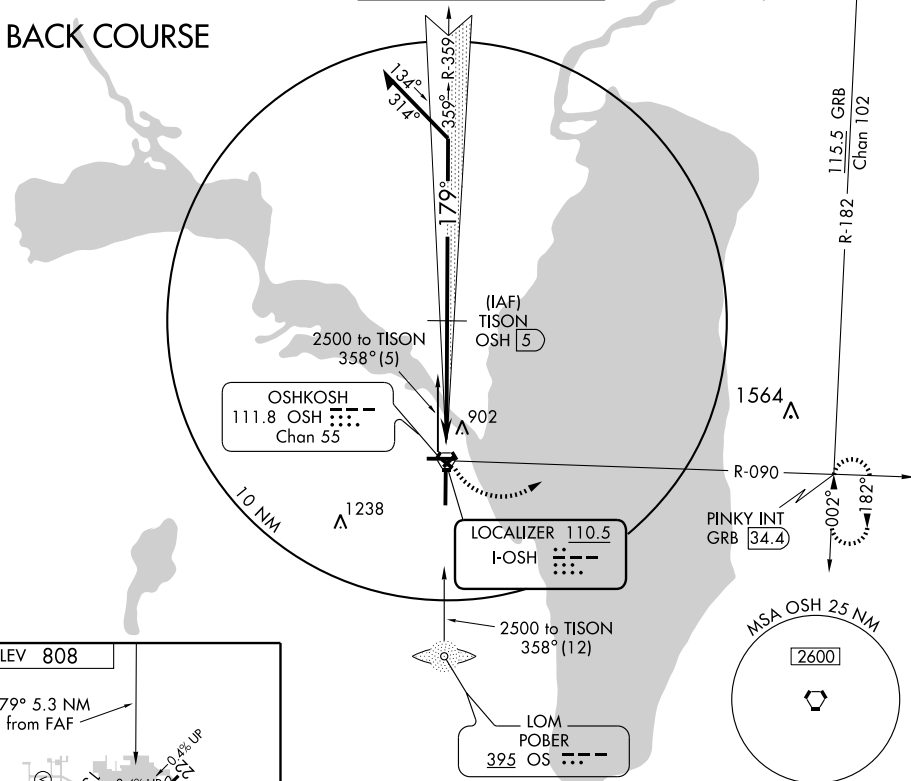 BACK COURSE
134°
314°
359°
R-359
179°
115.5 GRB
Chan 102
R-182
(IAF)
TISON
OSH 5
2500 to TISON
358° (5)
OSHKOSH
111.8 OSH
Chan 55
902
1564
R-090
10 NM
1238
LOCALIZER 110.5
I-OSH
PINKY INT
GRB 34.4
002°
182°
2500 to TISON
358° (12)
MSA OSH 25 NM
2600
LOM
POBER
395 OS
LEV 808
79° 5.3 NM
from FAF
0.4% UP
22